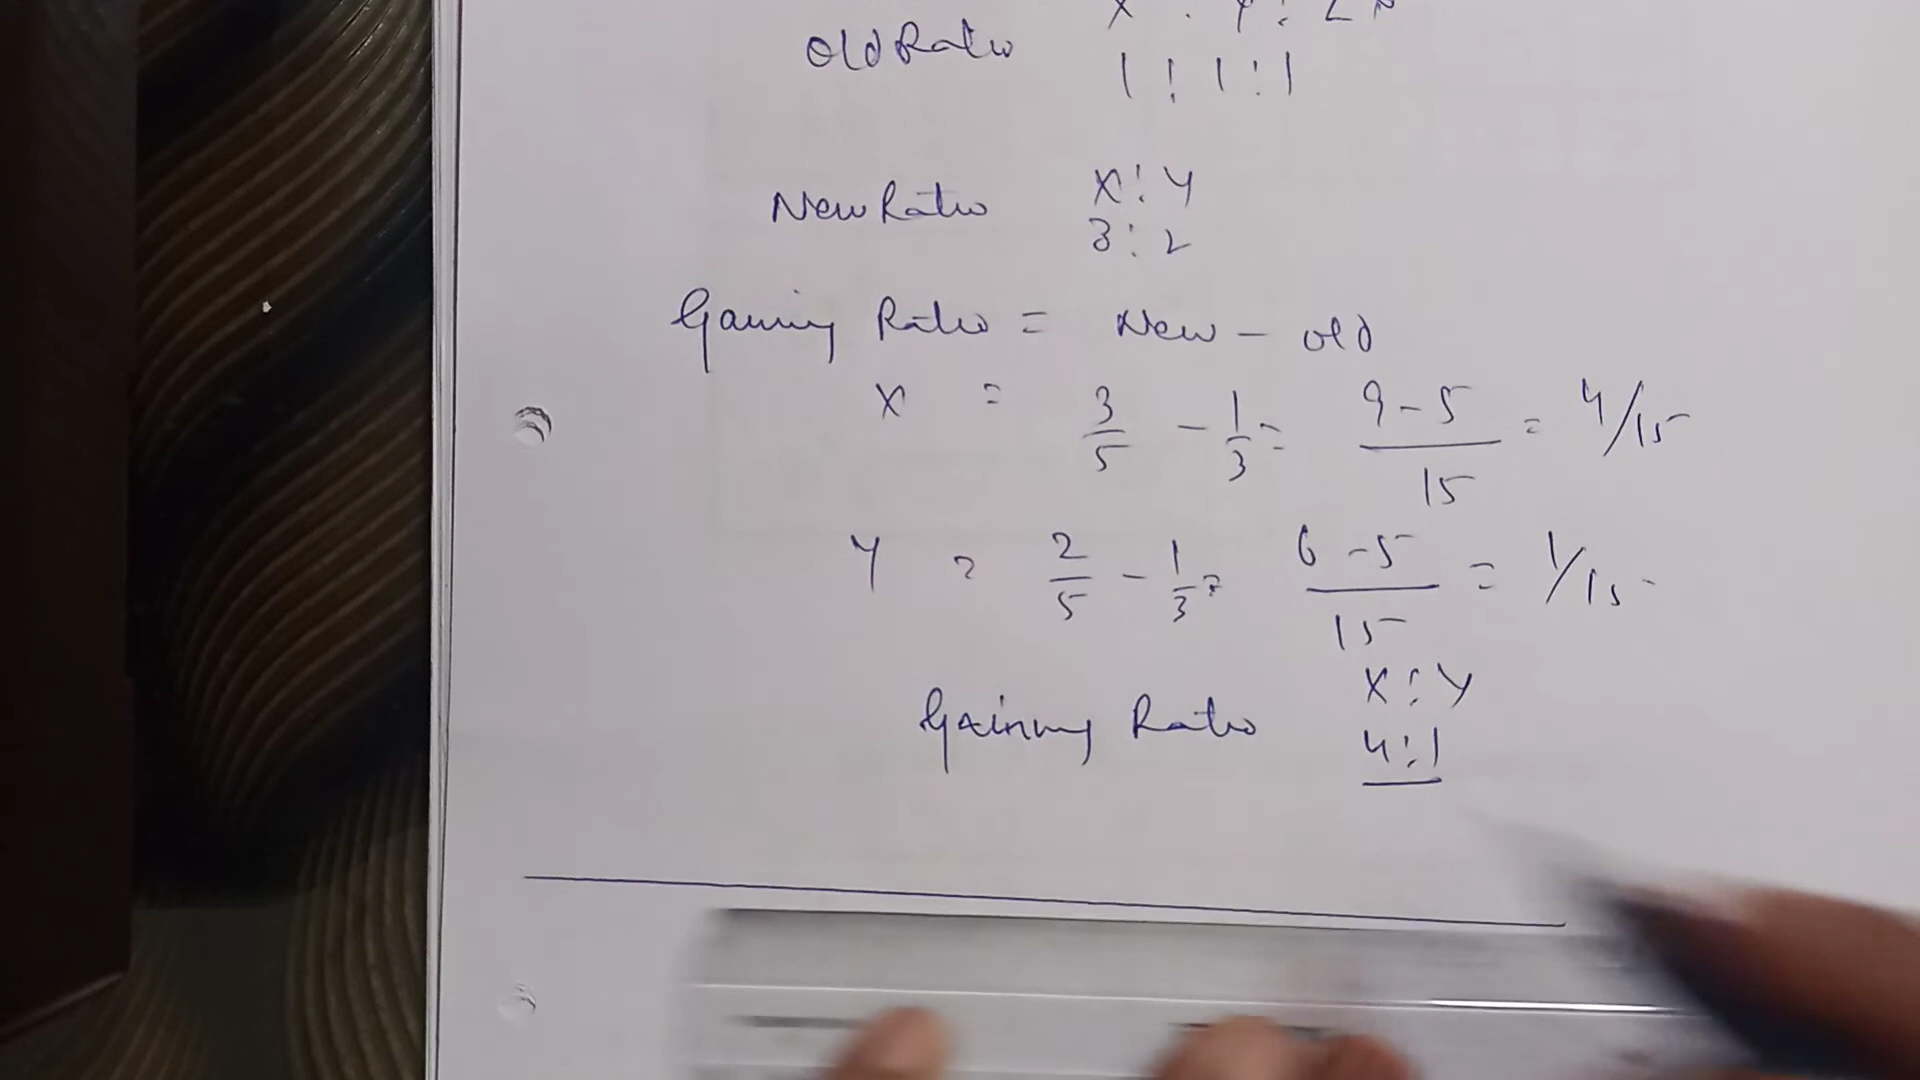 X : Y : Z
Old Ratio 1 : 1 : 1
X : Y
New Ratio
3 : 2
Gaining Ratio = New - old
X = 3/5 - 1/3 = 9-5/15 = 4/15
Y = 2/5 - 1/3 = 6-5/15 = 1/15
X : Y
Gaining Ratio
4 : 1